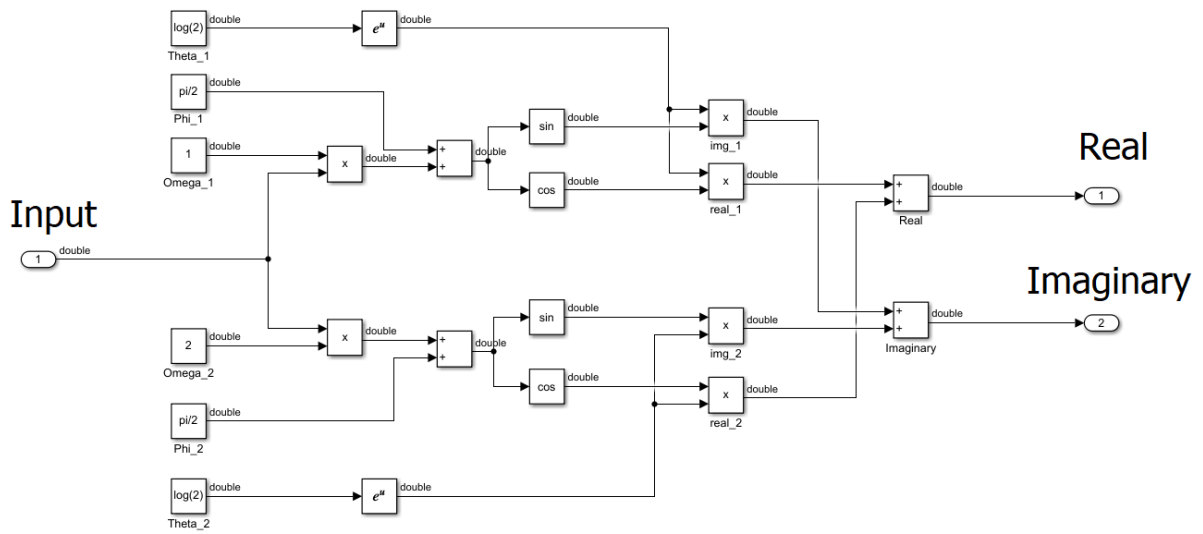 log(2)
double
Theta_1
e^u
double
pi/2
double
Phi_1
1
double
Omega_1
x
double
+
+
double
sin
double
cos
double
x
double
img_1
x
double
real_1
Input
1
double
+
+
double
Real
Real
1
2
double
Omega_2
x
double
pi/2
double
Phi_2
+
+
double
sin
double
cos
double
x
double
img_2
x
double
real_2
+
+
double
Imaginary
Imaginary
2
log(2)
double
Theta_2
e^u
double